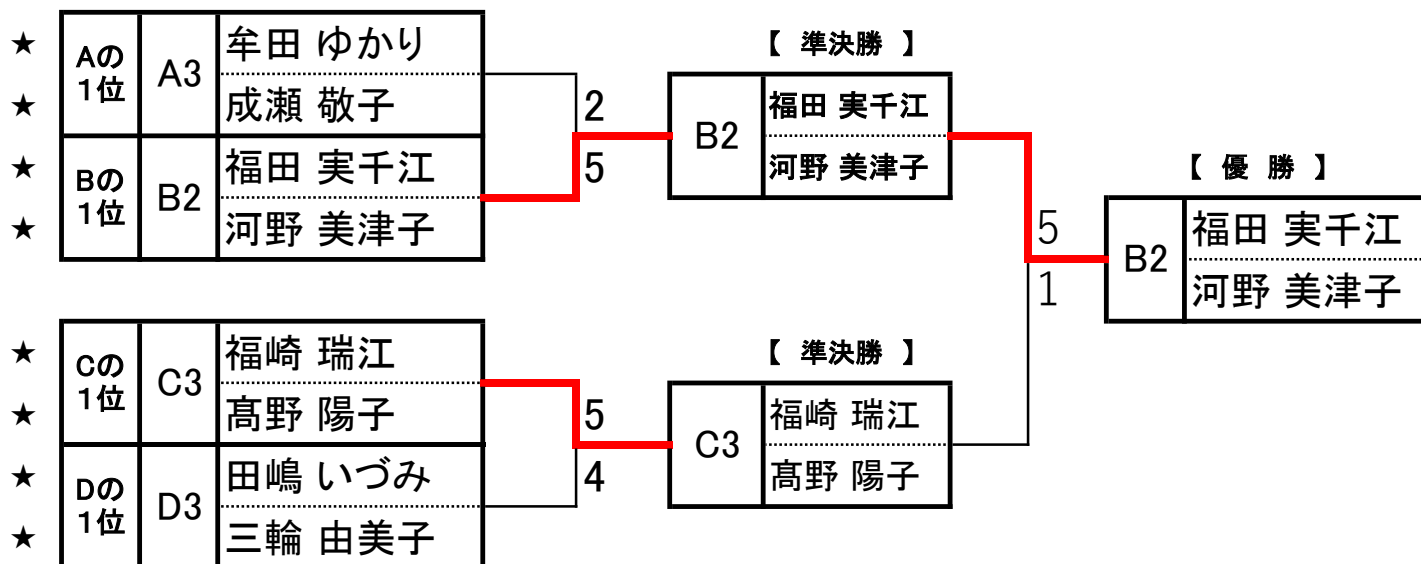 ★ Aの 1位 A3 牟田 ゆかり
★ 成瀬 敬子
2
★ Bの 1位 B2 福田 実千江
★ 河野 美津子
5
【 準決勝 】
B2 福田 実千江
河野 美津子
★ Cの 1位 C3 福崎 瑞江
★ 髙野 陽子
5
★ Dの 1位 D3 田嶋 いづみ
★ 三輪 由美子
4
【 準決勝 】
C3 福崎 瑞江
髙野 陽子
5
1
【 優 勝 】
B2 福田 実千江
河野 美津子